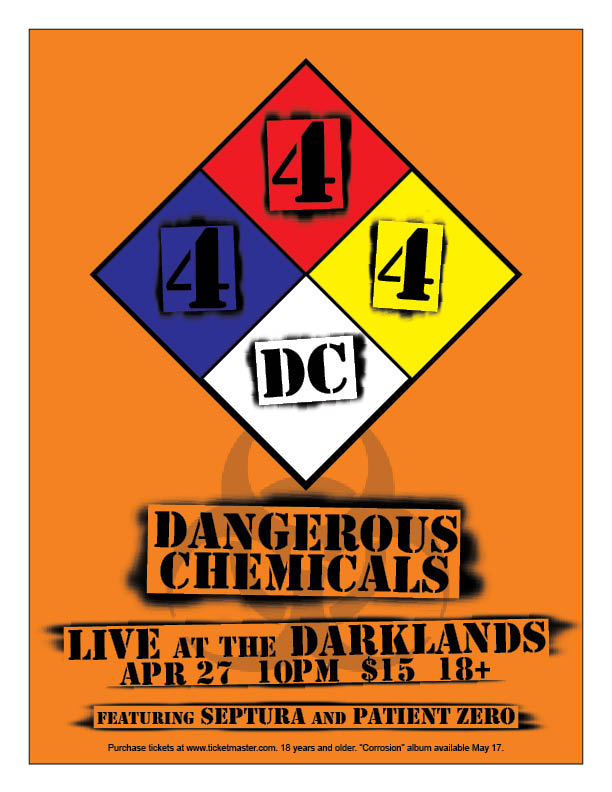 4
4 4
DC
DANGEROUS
CHEMICALS
LIVE AT THE DARKLANDS
APR 27 10PM $15 18+
FEATURING SEPTURA AND PATIENT ZERO
Purchase tickets at www.ticketmaster.com. 18 years and older. "Corrosion" album available May 17.